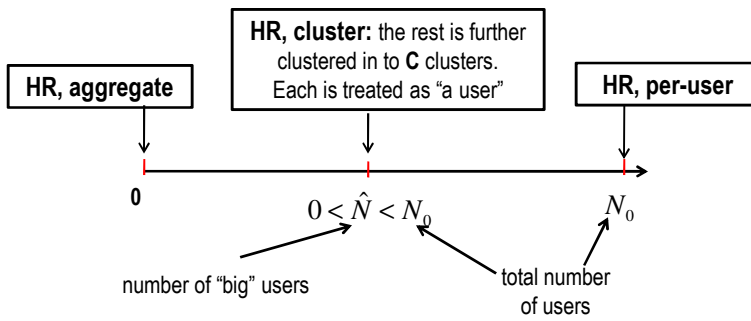 HR, cluster: the rest is further
clustered in to C clusters.
Each is treated as “a user”
HR, aggregate
HR, per-user
0
0 < N̂ < N₀
N₀
number of “big” users
total number
of users